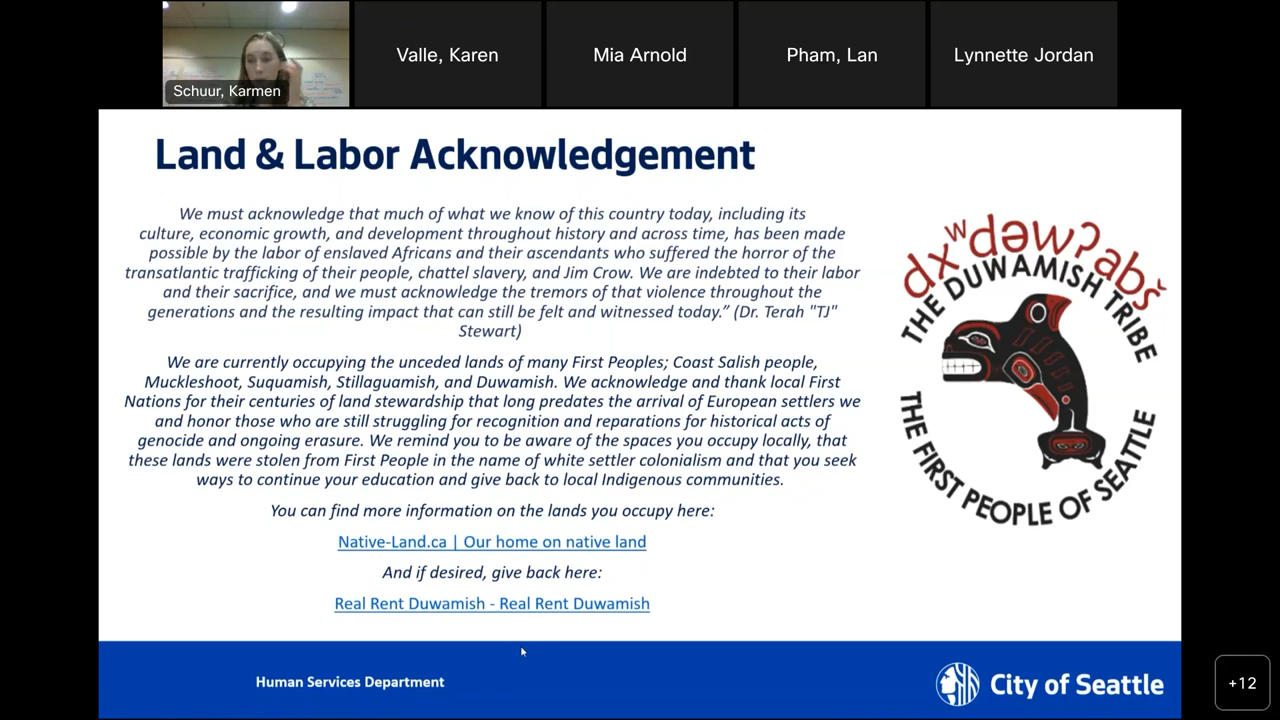 Schuur, Karmen
Valle, Karen
Mia Arnold
Pham, Lan
Lynnette Jordan
Land & Labor Acknowledgement
We must acknowledge that much of what we know of this country today, including its
culture, economic growth, and development throughout history and across time, has been made
possible by the labor of enslaved Africans and their ascendants who suffered the horror of the
transatlantic trafficking of their people, chattel slavery, and Jim Crow. We are indebted to their labor
and their sacrifice, and we must acknowledge the tremors of that violence throughout the
generations and the resulting impact that can still be felt and witnessed today.” (Dr. Terah "TJ"
Stewart)
We are currently occupying the unceded lands of many First Peoples; Coast Salish people,
Muckleshoot, Suquamish, Stillaguamish, and Duwamish. We acknowledge and thank local First
Nations for their centuries of land stewardship that long predates the arrival of European settlers we
and honor those who are still struggling for recognition and reparations for historical acts of
genocide and ongoing erasure. We remind you to be aware of the spaces you occupy locally, that
these lands were stolen from First People in the name of white settler colonialism and that you seek
ways to continue your education and give back to local Indigenous communities.
You can find more information on the lands you occupy here:
Native-Land.ca | Our home on native land
And if desired, give back here:
Real Rent Duwamish - Real Rent Duwamish
dxʷdəwʔabš
THE DUWAMISH TRIBE
THE FIRST PEOPLE OF SEATTLE
Human Services Department
City of Seattle
+12